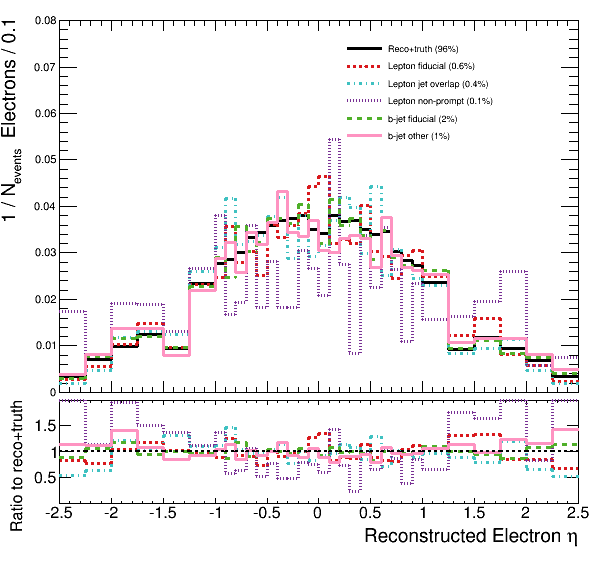 1 / N_events Electrons / 0.1
0.08
0.07
0.06
0.05
0.04
0.03
0.02
0.01
0
Reco+truth (96%)
Lepton fiducial (0.6%)
Lepton jet overlap (0.4%)
Lepton non-prompt (0.1%)
b-jet fiducial (2%)
b-jet other (1%)
Ratio to reco+truth
1.5
1
0.5
-2.5 -2 -1.5 -1 -0.5 0 0.5 1 1.5 2 2.5
Reconstructed Electron η